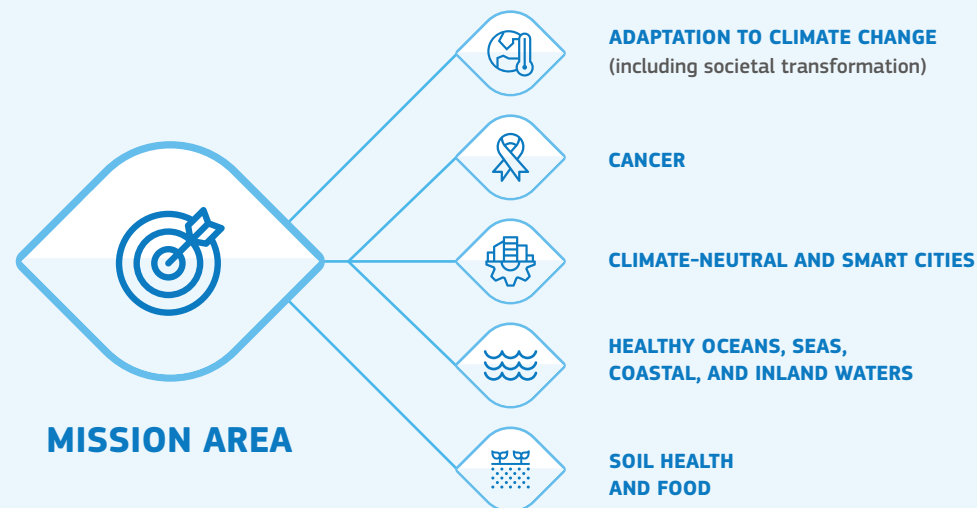 ADAPTATION TO CLIMATE CHANGE
(including societal transformation)
CANCER
CLIMATE-NEUTRAL AND SMART CITIES
HEALTHY OCEANS, SEAS,
COASTAL, AND INLAND WATERS
MISSION AREA
SOIL HEALTH
AND FOOD